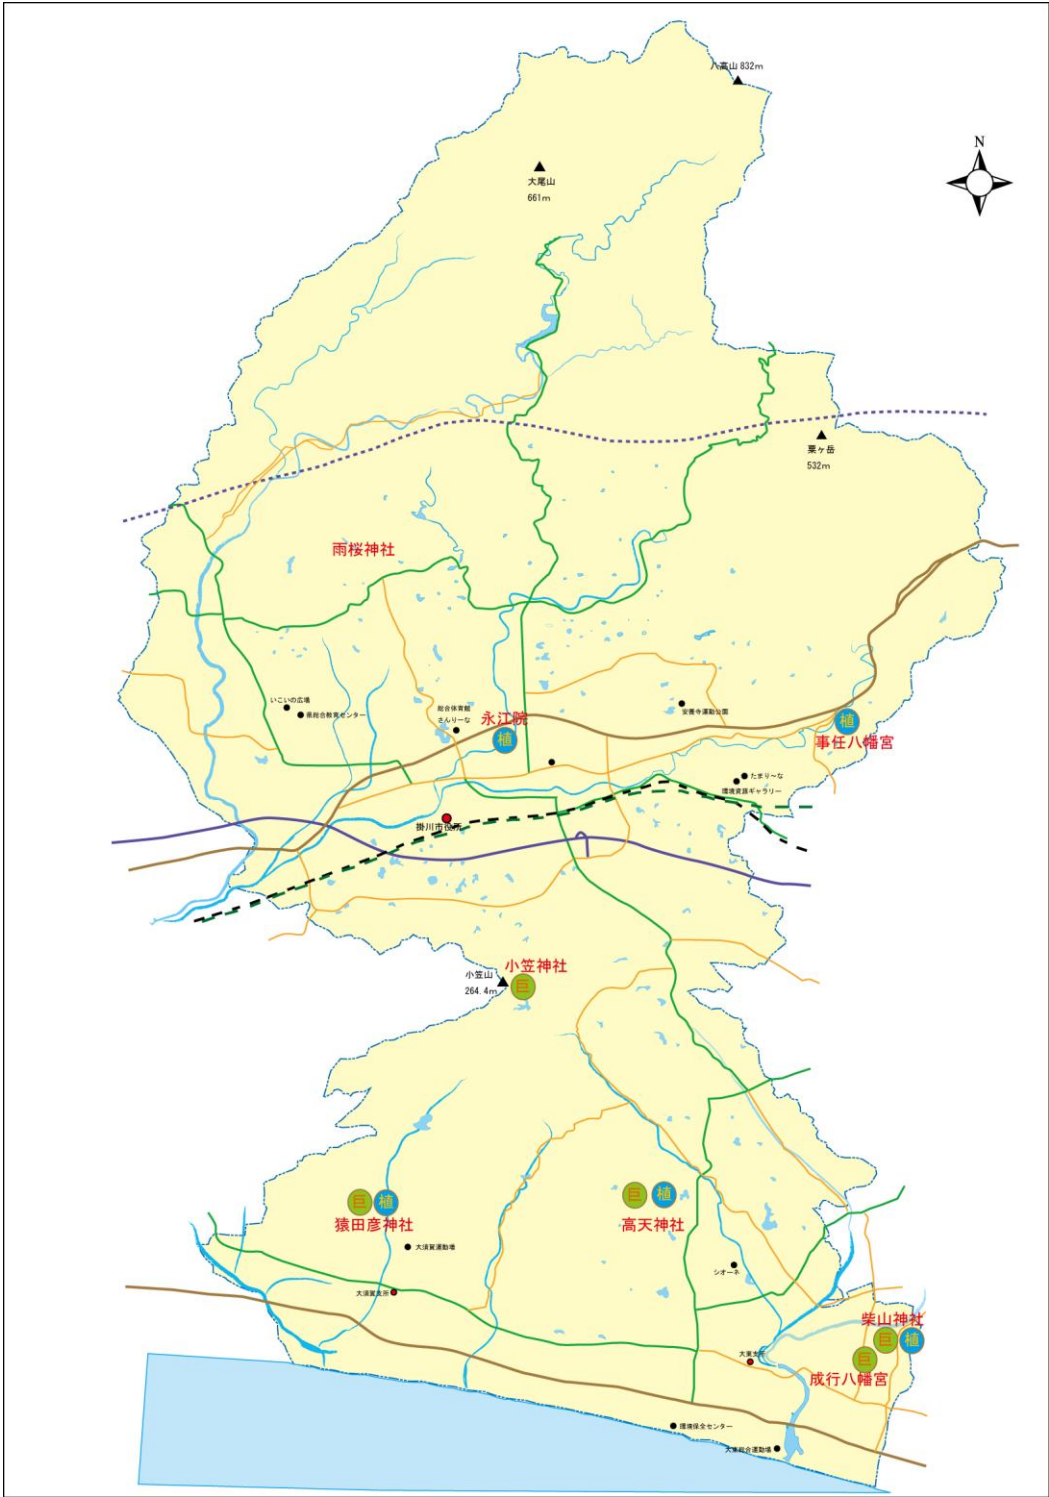 八高山 832m
N
大尾山
661m
粟ヶ岳
532m
雨桜神社
いこいの広場
県総合教育センター
総合体育館
さんりーな
永江院
植
安養寺運動公園
植
事任八幡宮
たまり～な
環境資源ギャラリー
掛川市役所
小笠神社
小笠山
264.4m
巨
巨
植
猿田彦神社
巨
植
高天神社
大須賀運動場
シオーネ
大須賀支所
柴山神社
巨
植
大東支所
巨
成行八幡宮
環境保全センター
大東総合運動場